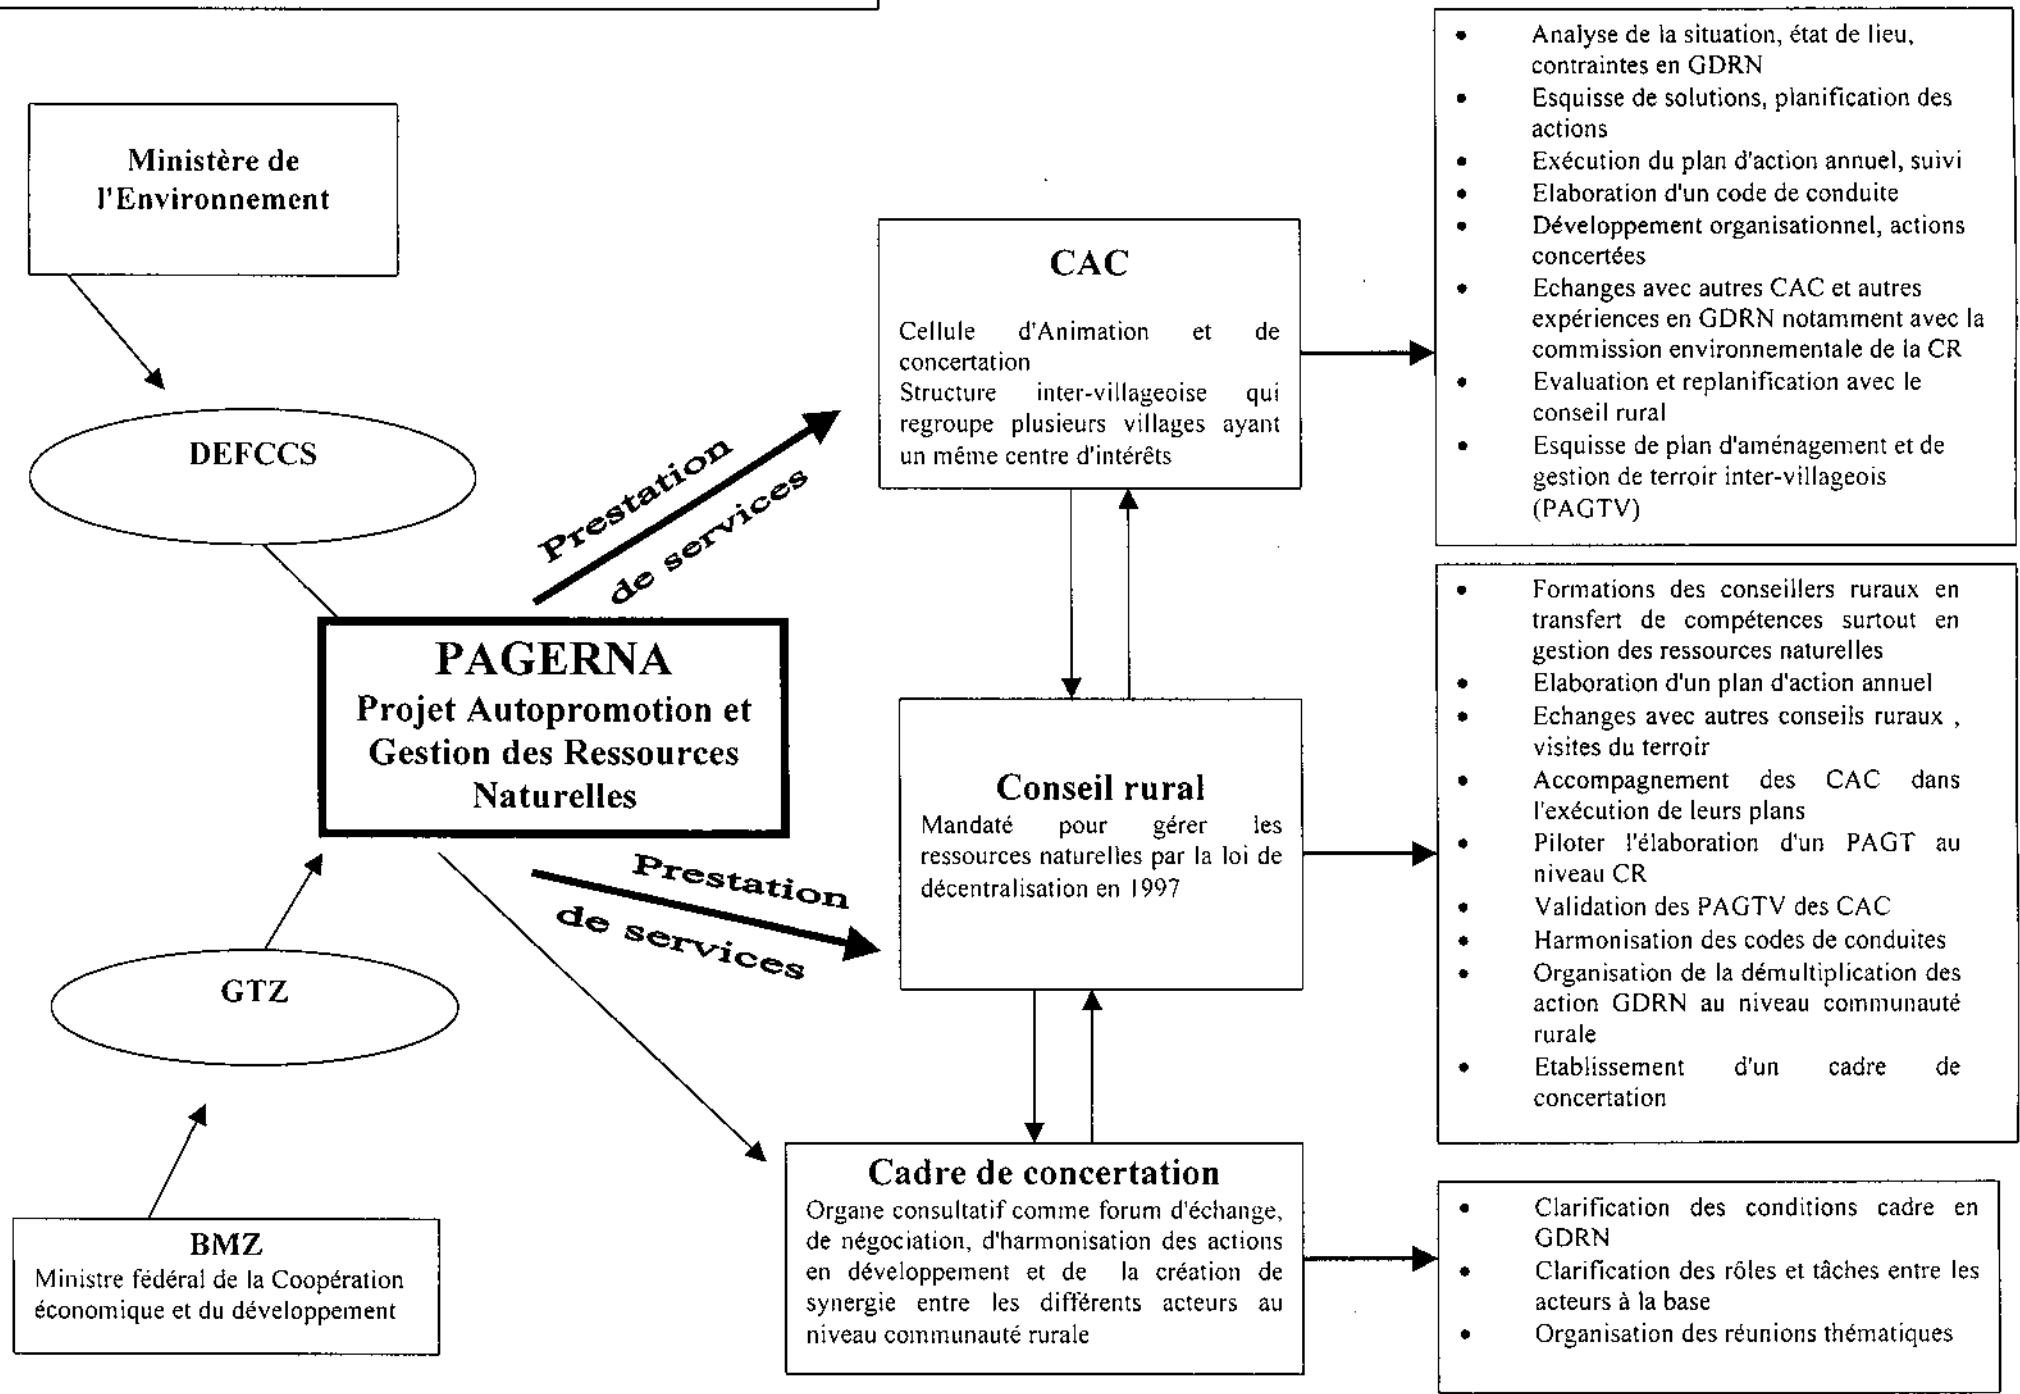 Ministère de
l'Environnement
DEFCCS
PAGERNA
Projet Autopromotion et
Gestion des Ressources
Naturelles
GTZ
BMZ
Ministre fédéral de la Coopération
économique et du développement
Prestation
de services
Prestation
de services
CAC
Cellule d'Animation et de
concertation
Structure inter-villageoise qui
regroupe plusieurs villages ayant
un même centre d'intérêts
Conseil rural
Mandaté pour gérer les
ressources naturelles par la loi de
décentralisation en 1997
Cadre de concertation
Organe consultatif comme forum d'échange,
de négociation, d'harmonisation des actions
en développement et de la création de
synergie entre les différents acteurs au
niveau communauté rurale
• Analyse de la situation, état de lieu,
contraintes en GDRN
• Esquisse de solutions, planification des
actions
• Exécution du plan d'action annuel, suivi
• Elaboration d'un code de conduite
• Développement organisationnel, actions
concertées
• Echanges avec autres CAC et autres
expériences en GDRN notamment avec la
commission environnementale de la CR
• Evaluation et replanification avec le
conseil rural
• Esquisse de plan d'aménagement et de
gestion de terroir inter-villageois
(PAGTV)
• Formations des conseillers ruraux en
transfert de compétences surtout en
gestion des ressources naturelles
• Elaboration d'un plan d'action annuel
• Echanges avec autres conseils ruraux ,
visites du terroir
• Accompagnement des CAC dans
l'exécution de leurs plans
• Piloter l'élaboration d'un PAGT au
niveau CR
• Validation des PAGTV des CAC
• Harmonisation des codes de conduites
• Organisation de la démultiplication des
action GDRN au niveau communauté
rurale
• Etablissement d'un cadre de
concertation
• Clarification des conditions cadre en
GDRN
• Clarification des rôles et tâches entre les
acteurs à la base
• Organisation des réunions thématiques